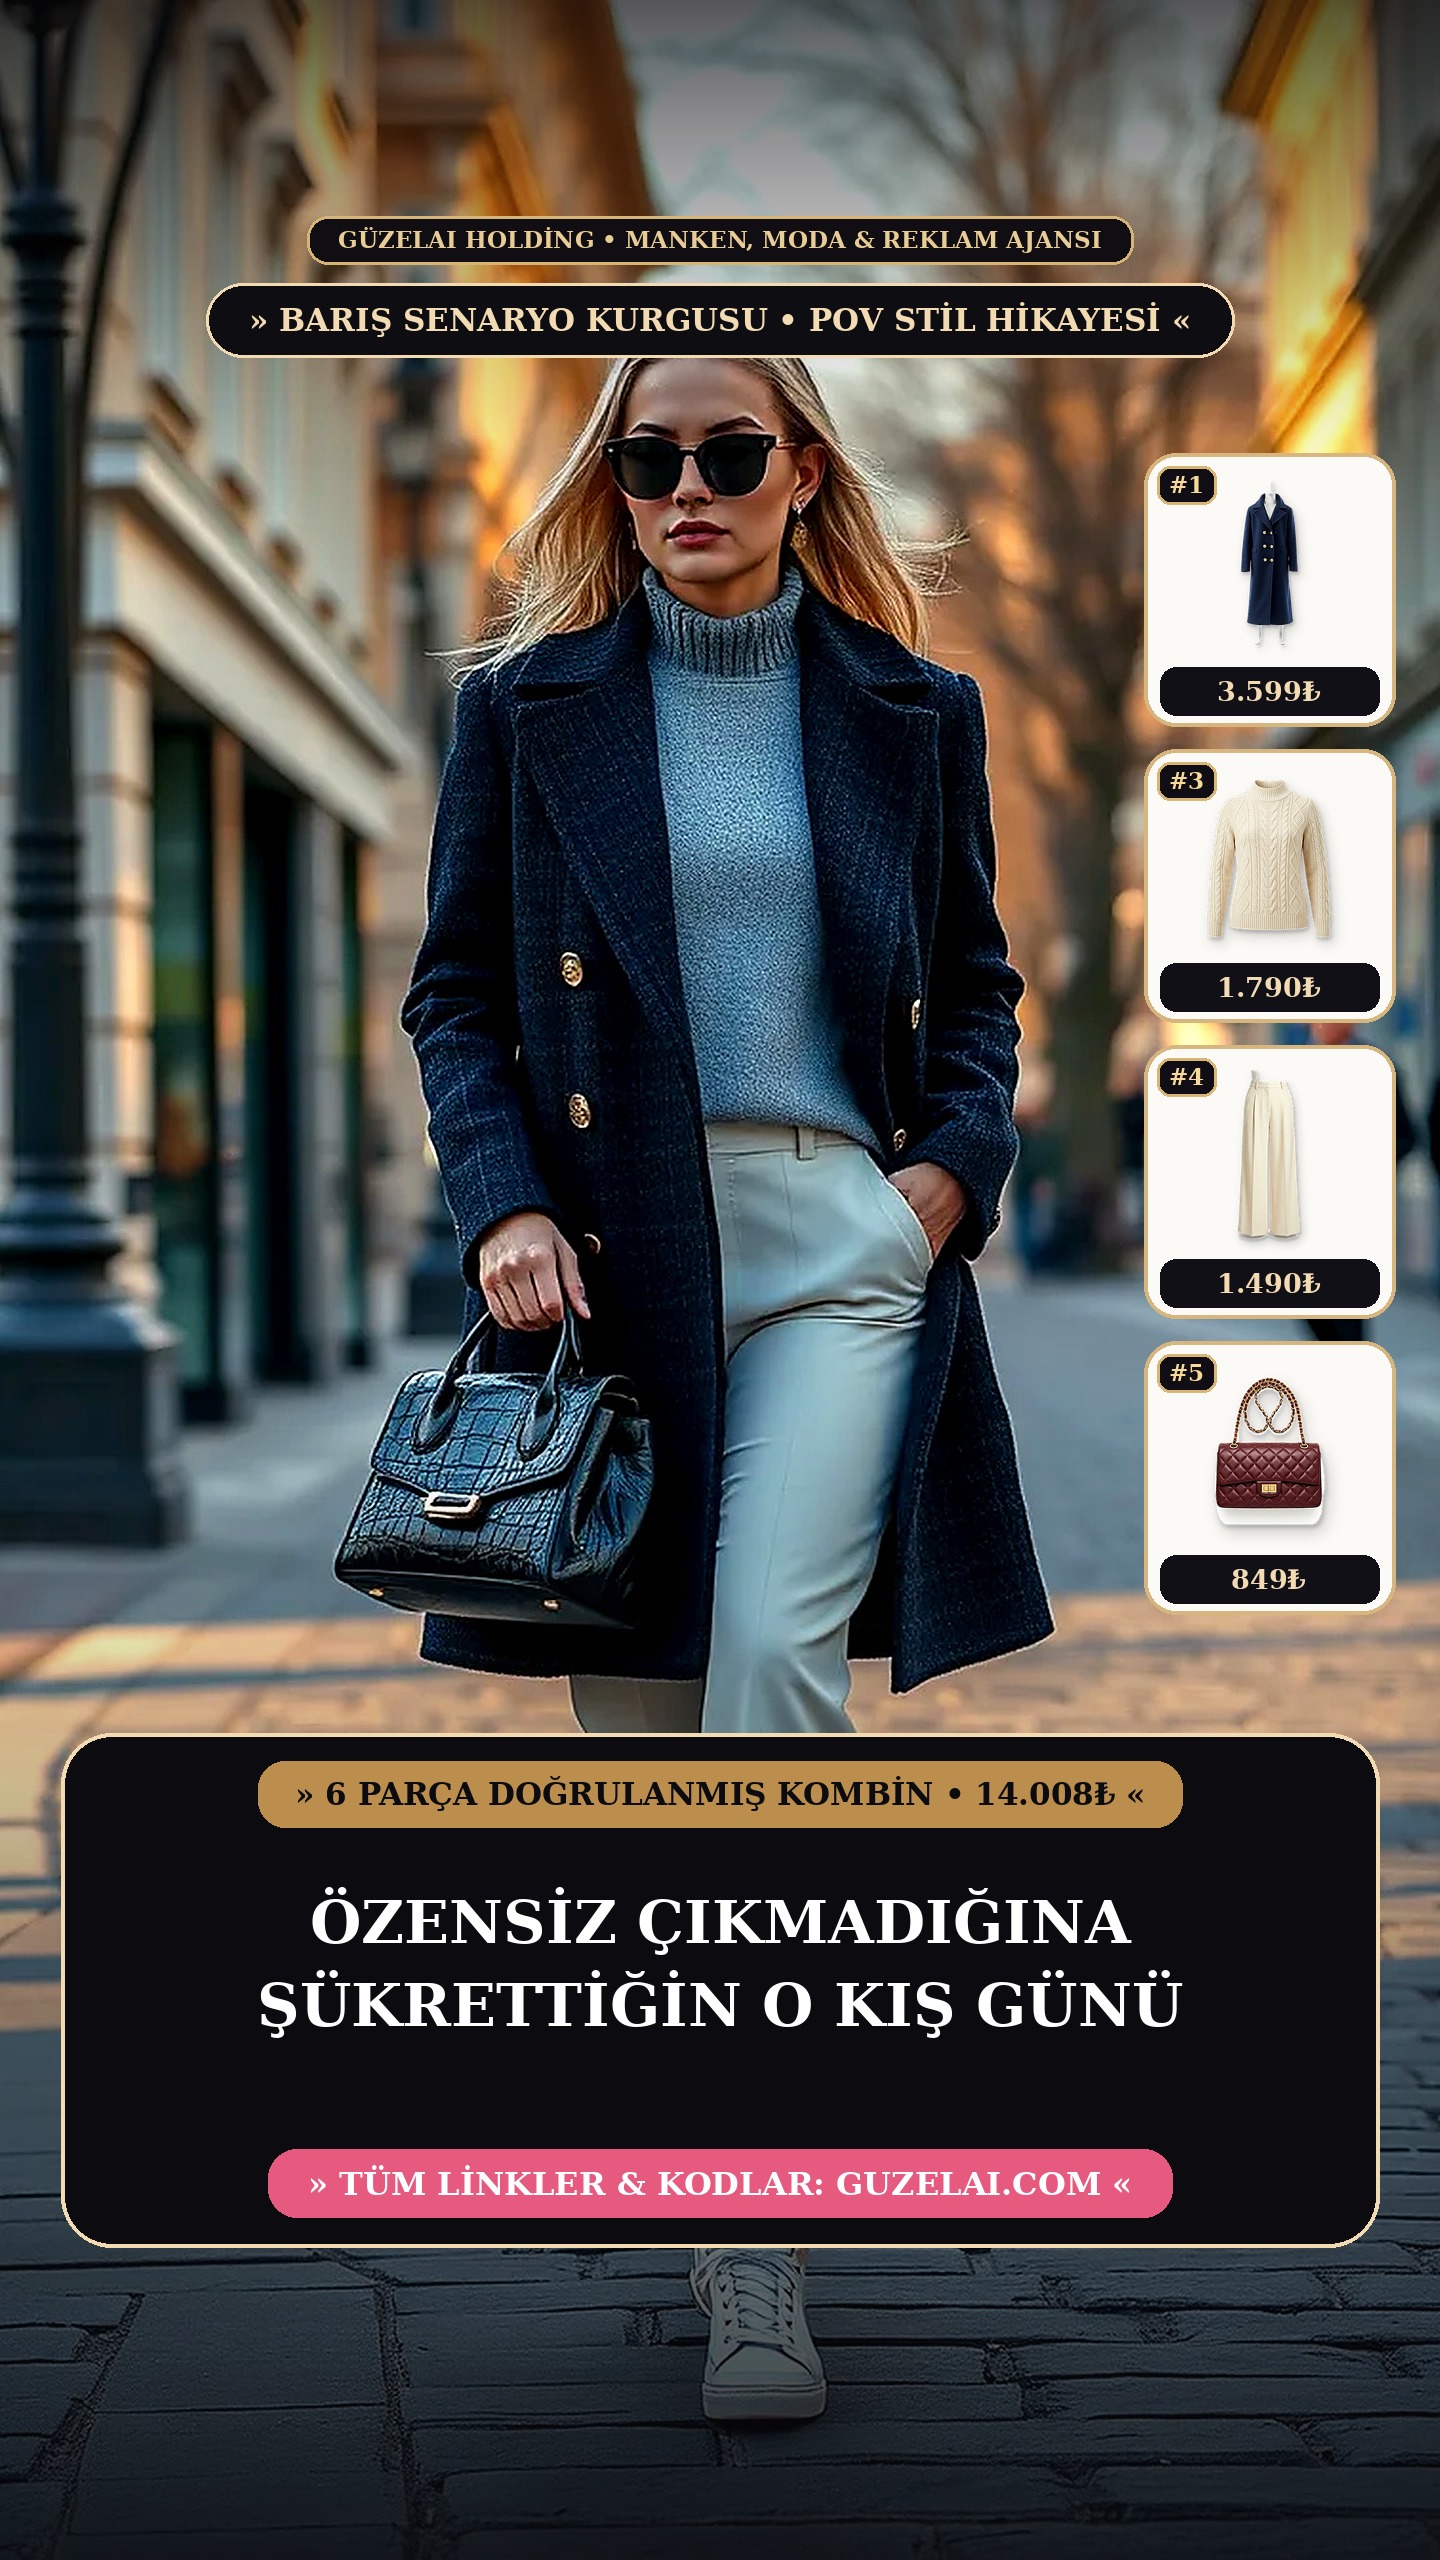 GÜZELAI HOLDİNG • MANKEN, MODA & REKLAM AJANSI
» BARIŞ SENARYO KURGUSU • POV STİL HİKAYESİ «
#1
3.599₺
#3
1.790₺
#4
1.490₺
#5
849₺
» 6 PARÇA DOĞRULANMIŞ KOMBİN • 14.008₺ «
ÖZENSİZ ÇIKMADIĞINA
ŞÜKRETTİĞİN O KIŞ GÜNÜ
» TÜM LİNKLER & KODLAR: GUZELAI.COM «